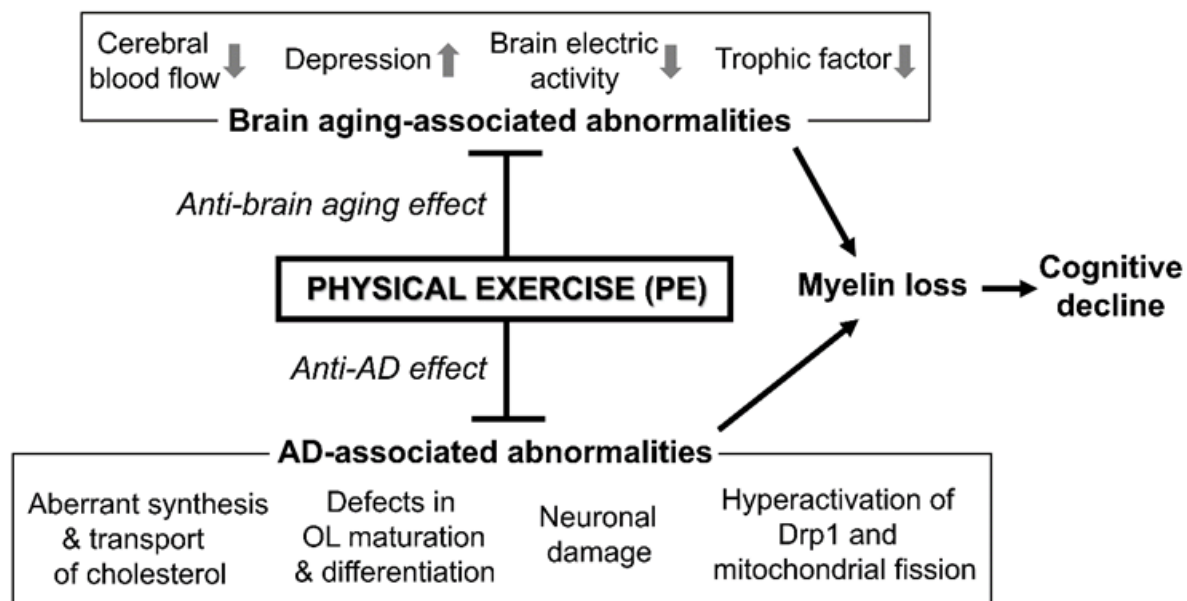 Cerebral
blood flow
Depression
Brain electric
activity
Trophic factor
Brain aging-associated abnormalities
Anti-brain aging effect
PHYSICAL EXERCISE (PE)
Myelin loss
Cognitive
decline
Anti-AD effect
AD-associated abnormalities
Aberrant synthesis
& transport
of cholesterol
Defects in
OL maturation
& differentiation
Neuronal
damage
Hyperactivation of
Drp1 and
mitochondrial fission